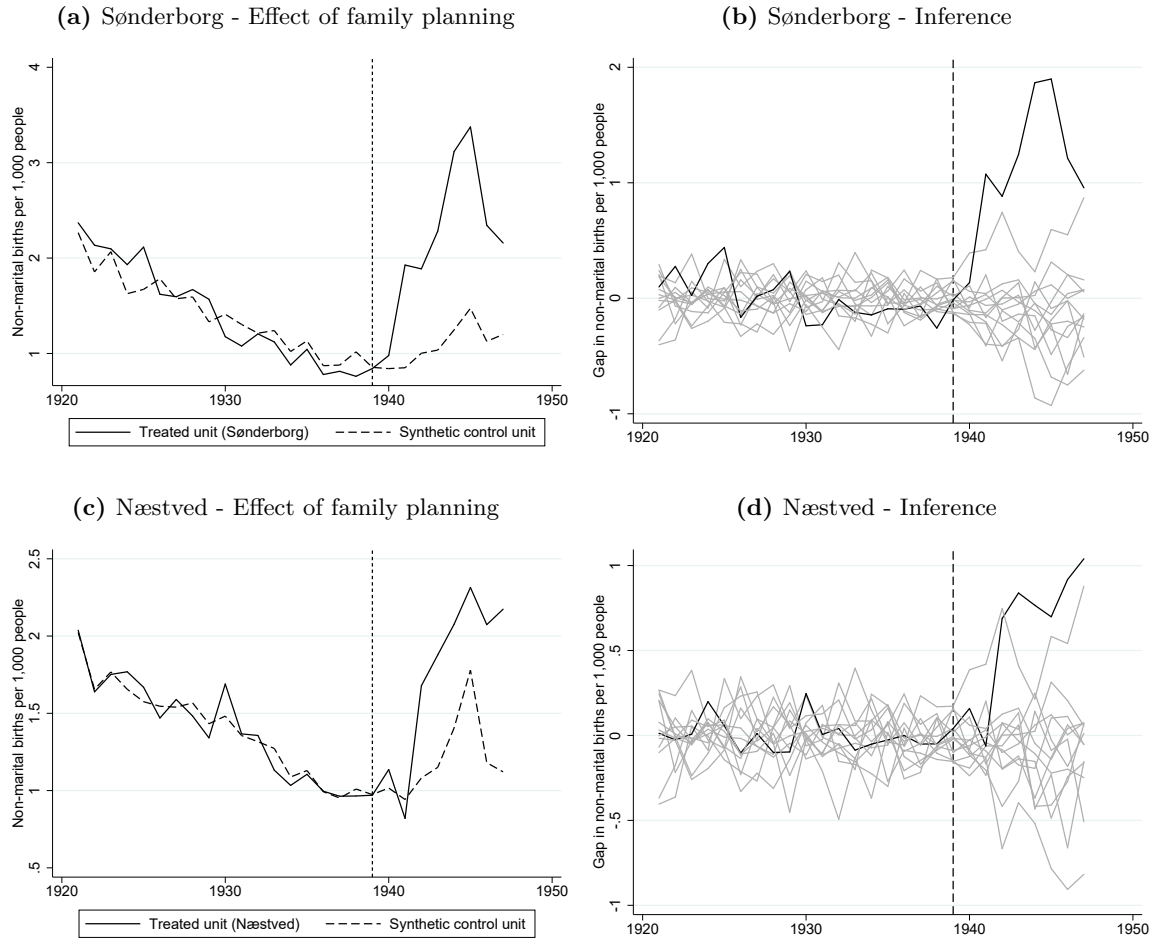 (a) Sønderborg - Effect of family planning
Non-marital births per 1,000 people
4
3
2
1
1920 1930 1940 1950
Treated unit (Sønderborg) Synthetic control unit
(b) Sønderborg - Inference
Gap in non-marital births per 1,000 people
2
1
0
-1
1920 1930 1940 1950
(c) Næstved - Effect of family planning
Non-marital births per 1,000 people
2.5
2
1.5
1
.5
1920 1930 1940 1950
Treated unit (Næstved) Synthetic control unit
(d) Næstved - Inference
Gap in non-marital births per 1,000 people
1
.5
0
-.5
-1
1920 1930 1940 1950